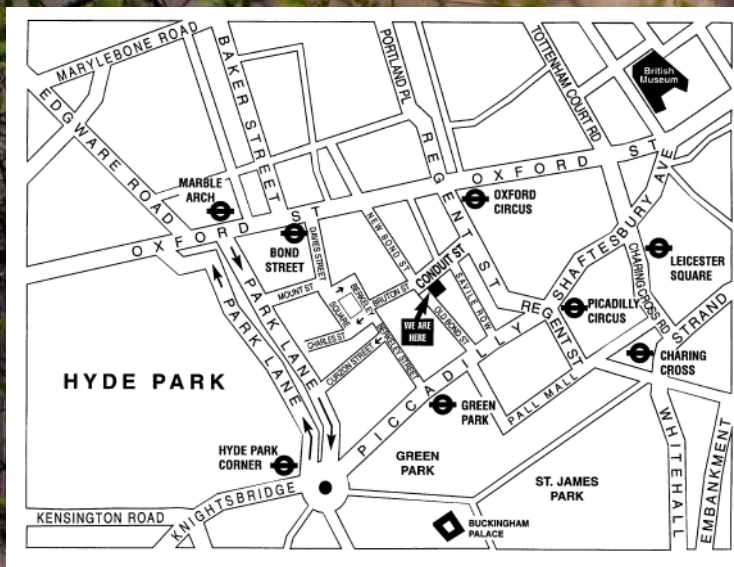 MARYLEBONE ROAD
BAKER STREET
PORTLAND PL
TOTTENHAM COURT RD
British
Museum
EDGWARE ROAD
REGENT ST
OXFORD ST
SHAFTESBURY AVE
MARBLE
ARCH
OXFORD
CIRCUS
OXFORD ST
BOND
STREET
DAVIES STREET
NEW BOND ST
CONDUIT ST
SAVILE ROW
LEICESTER
SQUARE
CHARING CROSS RD
MOUNT ST
BERKELEY
SQUARE
BRUTON ST
OLD BOND ST
WE ARE
HERE
REGENT ST
PICADILLY
CIRCUS
STRAND
PARK LANE
PARK LANE
CHARLES ST
CURZON STREET
BERKELEY STREET
CHARING
CROSS
HYDE PARK
PICCADILLY
PALL MALL
GREEN
PARK
HYDE PARK
CORNER
GREEN
PARK
ST. JAMES
PARK
WHITEHALL
EMBANKMENT
KENSINGTON ROAD
KNIGHTSBRIDGE
BUCKINGHAM
PALACE